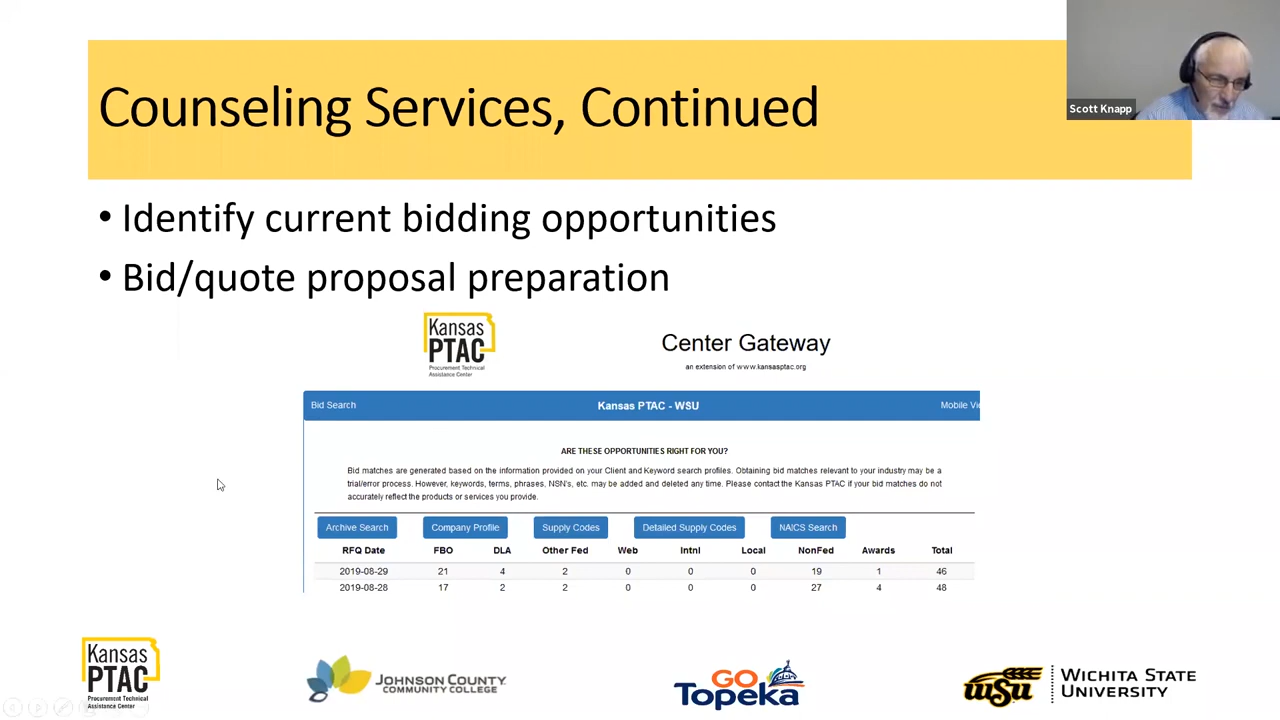 Counseling Services, Continued
Scott Knapp
• Identify current bidding opportunities
• Bid/quote proposal preparation
Kansas
PTAC
Procurement Technical
Assistance Center
Center Gateway
an extension of www.kansasptac.org
Bid Search Kansas PTAC - WSU Mobile Vi
ARE THESE OPPORTUNITIES RIGHT FOR YOU?
Bid matches are generated based on the information provided on your Client and Keyword search profiles. Obtaining bid matches relevant to your industry may be a
trial/error process. However, keywords, terms, phrases, NSN's, etc. may be added and deleted any time. Please contact the Kansas PTAC if your bid matches do not
accurately reflect the products or services you provide.
Archive Search Company Profile Supply Codes Detailed Supply Codes NAICS Search
RFQ Date FBO DLA Other Fed Web Intnl Local NonFed Awards Total
2019-08-29 21 4 2 0 0 0 19 1 46
2019-08-28 17 2 2 0 0 0 27 4 48
Kansas
PTAC
Procurement Technical
Assistance Center
JOHNSON COUNTY
COMMUNITY COLLEGE
GO
Topeka
WSU
WICHITA STATE
UNIVERSITY